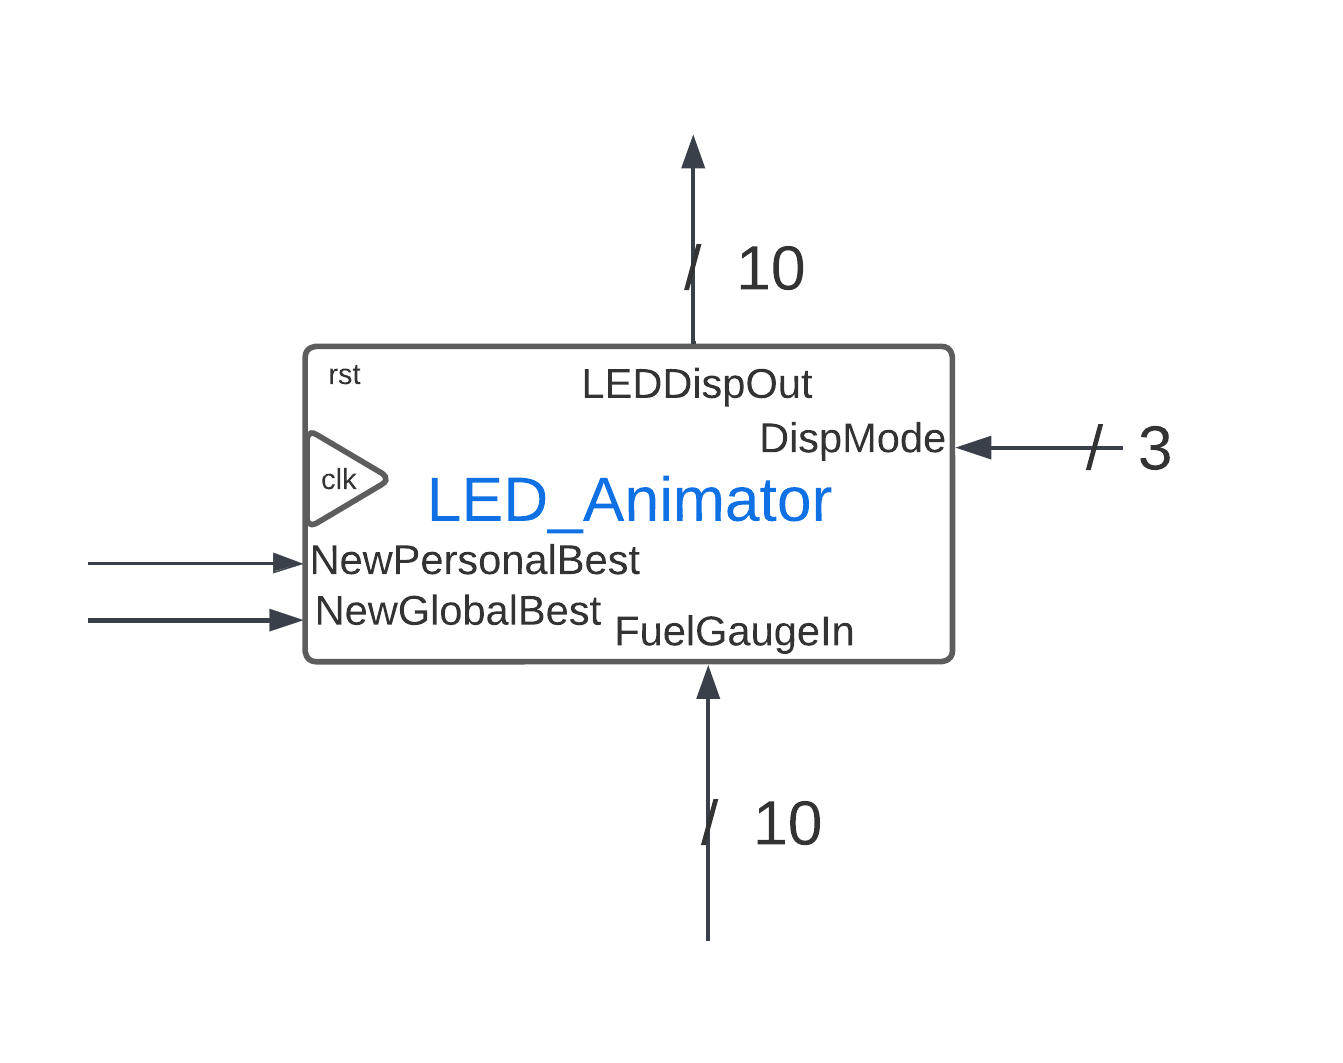 / 10
rst
LEDDispOut
DispMode
/ 3
clk
LED_Animator
NewPersonalBest
NewGlobalBest
FuelGaugeIn
/ 10